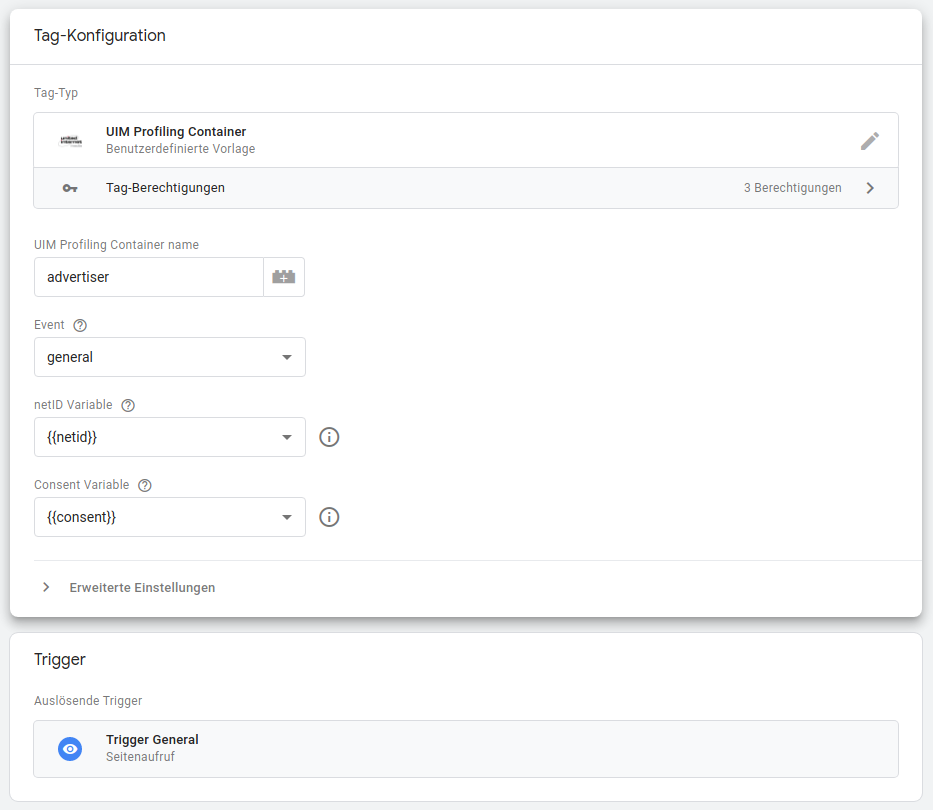 Tag-Konfiguration
Tag-Typ
UIM Profiling Container
Benutzerdefinierte Vorlage
Tag-Berechtigungen
3 Berechtigungen
UIM Profiling Container name
advertiser
Event
general
netID Variable
{{netid}}
Consent Variable
{{consent}}
Erweiterte Einstellungen
Trigger
Auslösende Trigger
Trigger General
Seitenaufruf